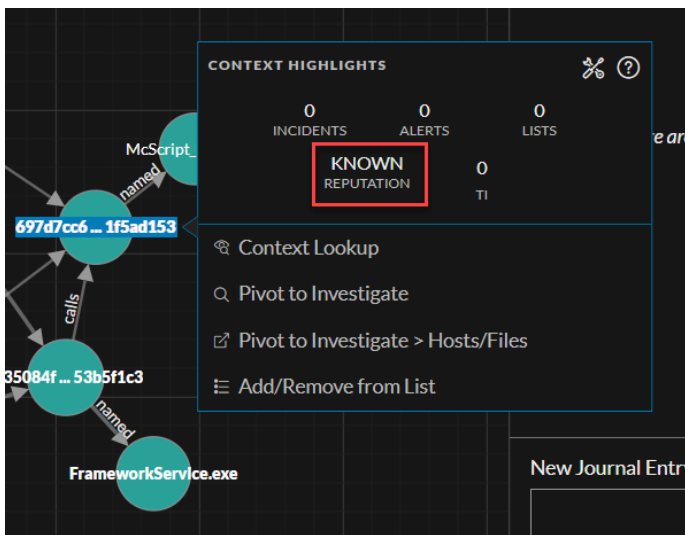 CONTEXT HIGHLIGHTS
0
INCIDENTS
0
ALERTS
0
LISTS
KNOWN
REPUTATION
0
TI
Context Lookup
Pivot to Investigate
Pivot to Investigate > Hosts/Files
Add/Remove from List
McScript_
named
697d7cc6 ... 1f5ad153
calls
35084f ... 53b5f1c3
named
FrameworkService.exe
New Journal Entr